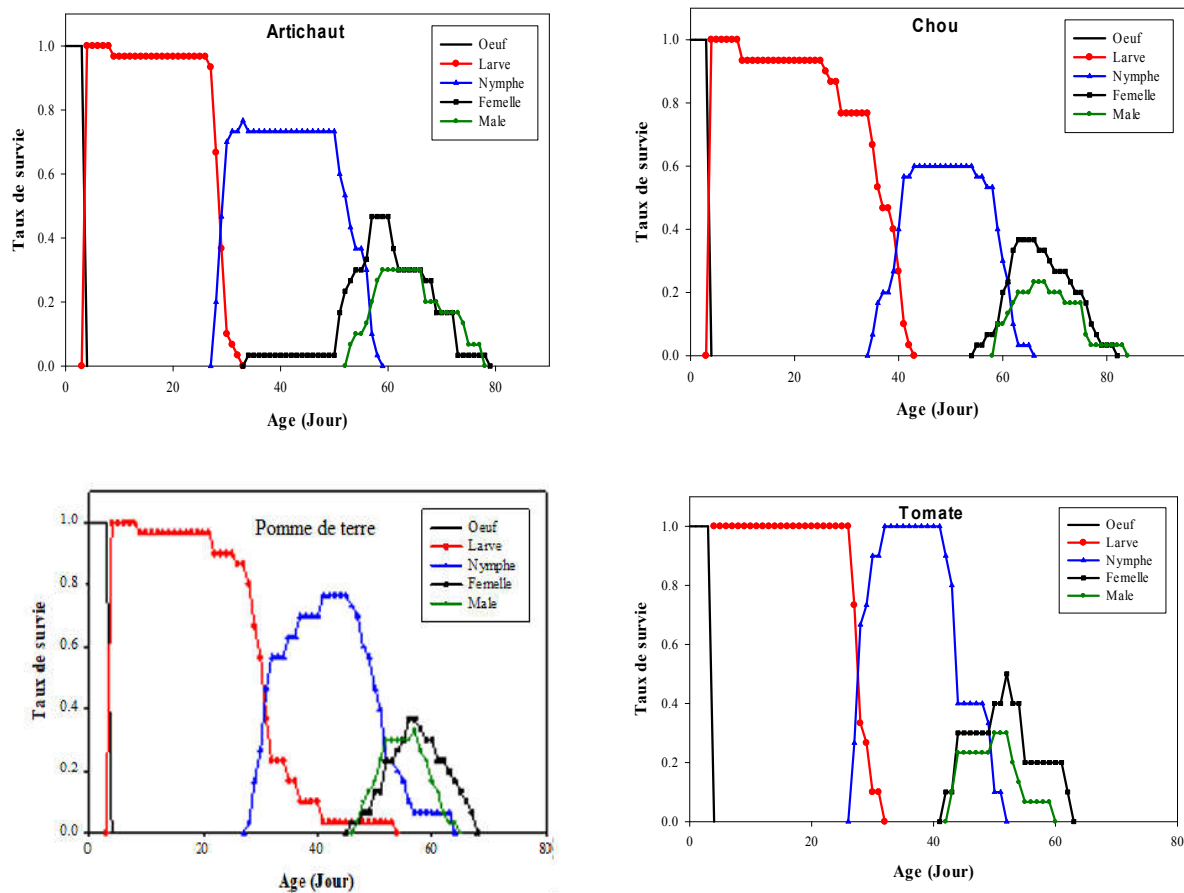 Artichaut
Oeuf
Larve
Nymphe
Femelle
Male
Taux de survie
1.0
0.8
0.6
0.4
0.2
0.0
0
20
40
60
80
Age (Jour)
Chou
Oeuf
Larve
Nymphe
Femelle
Male
Taux de survie
1.0
0.8
0.6
0.4
0.2
0.0
0
20
40
60
80
Age (Jour)
Pomme de terre
Oeuf
Larve
Nymphe
Femelle
Male
Taux de survie
1.0
0.8
0.6
0.4
0.2
0.0
0
20
40
60
80
Age (Jour)
Tomate
Oeuf
Larve
Nymphe
Femelle
Male
Taux de survie
1.0
0.8
0.6
0.4
0.2
0.0
0
20
40
60
80
Age (Jour)